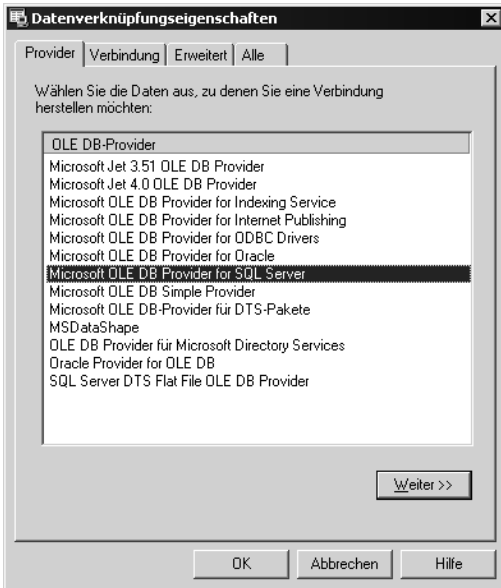 Datenverknüpfungseigenschaften
Provider Verbindung Erweitert Alle
Wählen Sie die Daten aus, zu denen Sie eine Verbindung
herstellen möchten:
OLE DB-Provider
Microsoft Jet 3.51 OLE DB Provider
Microsoft Jet 4.0 OLE DB Provider
Microsoft OLE DB Provider for Indexing Service
Microsoft OLE DB Provider for Internet Publishing
Microsoft OLE DB Provider for ODBC Drivers
Microsoft OLE DB Provider for Oracle
Microsoft OLE DB Provider for SQL Server
Microsoft OLE DB Simple Provider
Microsoft OLE DB-Provider für DTS-Pakete
MSDataShape
OLE DB Provider für Microsoft Directory Services
Oracle Provider for OLE DB
SQL Server DTS Flat File OLE DB Provider
Weiter >>
OK Abbrechen Hilfe